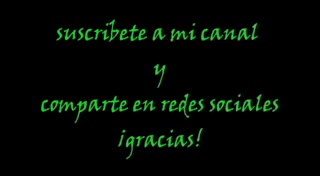 suscribete a mi canal
y
comparte en redes sociales
¡gracias!